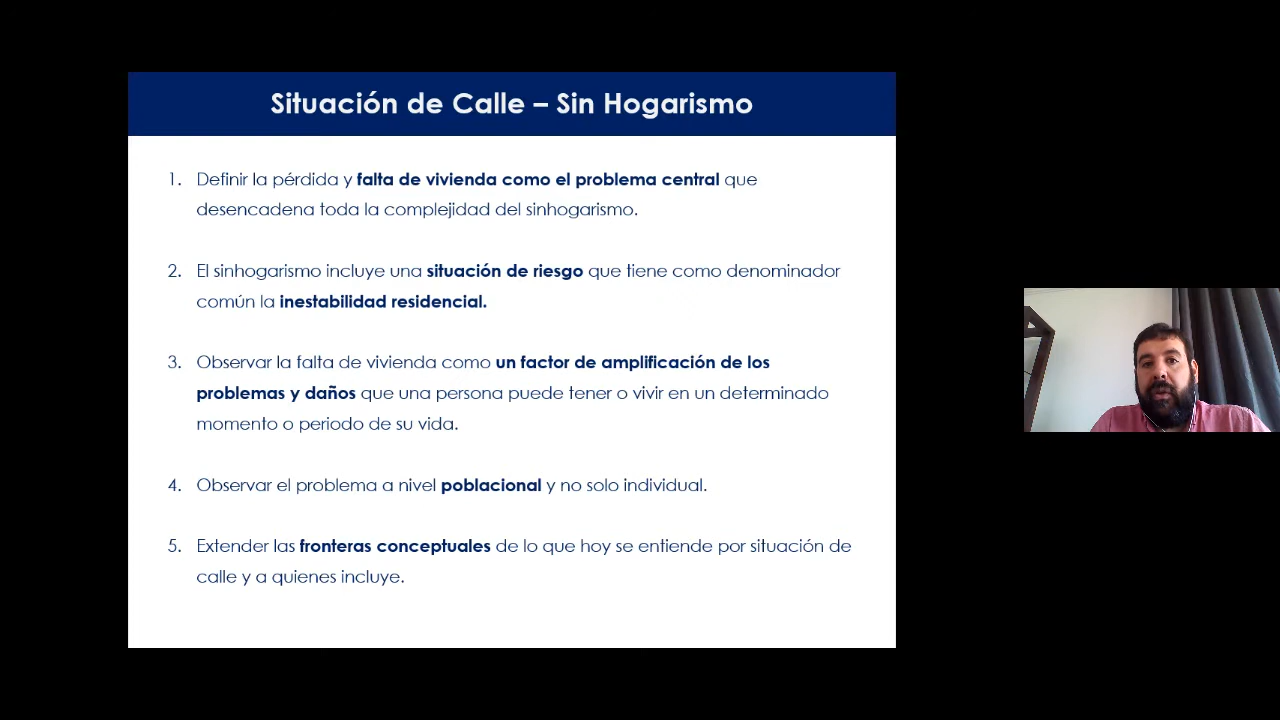 Situación de Calle – Sin Hogarismo
1. Definir la pérdida y falta de vivienda como el problema central que
desencadena toda la complejidad del sinhogarismo.
2. El sinhogarismo incluye una situación de riesgo que tiene como denominador
común la inestabilidad residencial.
3. Observar la falta de vivienda como un factor de amplificación de los
problemas y daños que una persona puede tener o vivir en un determinado
momento o periodo de su vida.
4. Observar el problema a nivel poblacional y no solo individual.
5. Extender las fronteras conceptuales de lo que hoy se entiende por situación de
calle y a quienes incluye.